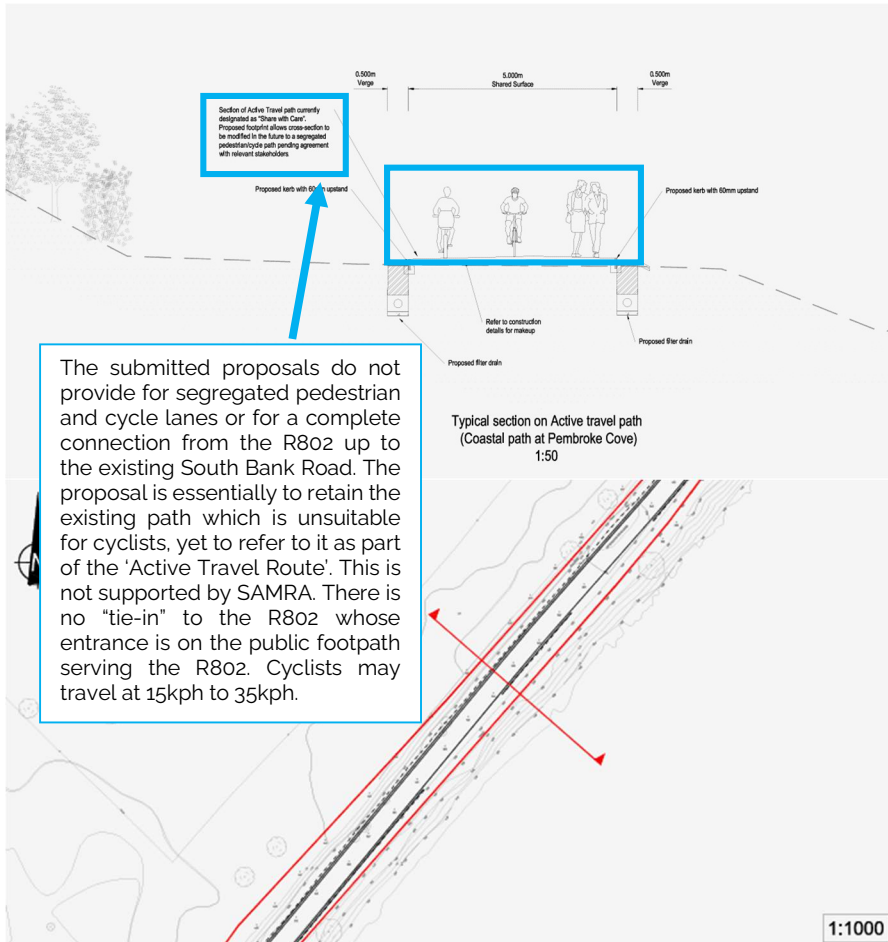 0.500m
Verge
5.000m
Shared Surface
0.500m
Verge
Section of Active Travel path currently
designated as "Share with Care".
Proposed footprint allows cross-section to
be modified in the future to a segregated
pedestrian/cycle path pending agreement
with relevant stakeholders
Proposed kerb with 60mm upstand
Proposed kerb with 60mm upstand
Refer to construction
details for makeup
Proposed filter drain
Proposed filter drain
Typical section on Active travel path
(Coastal path at Pembroke Cove)
1:50
The submitted proposals do not
provide for segregated pedestrian
and cycle lanes or for a complete
connection from the R802 up to
the existing South Bank Road. The
proposal is essentially to retain the
existing path which is unsuitable
for cyclists, yet to refer to it as part
of the ‘Active Travel Route’. This is
not supported by SAMRA. There is
no “tie-in” to the R802 whose
entrance is on the public footpath
serving the R802. Cyclists may
travel at 15kph to 35kph.
N
1:1000